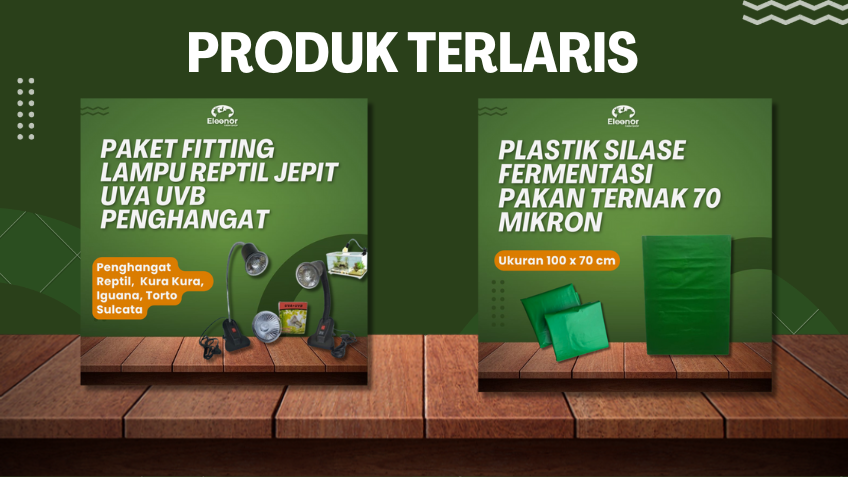 PRODUK TERLARIS
Eleenor
PAKET FITTING
LAMPU REPTIL JEPIT
UVA UVB
PENGHANGAT
Penghangat
Reptil, Kura Kura,
Iguana, Torto
Sulcata
Eleenor
PLASTIK SILASE
FERMENTASI
PAKAN TERNAK 70
MIKRON
Ukuran 100 x 70 cm